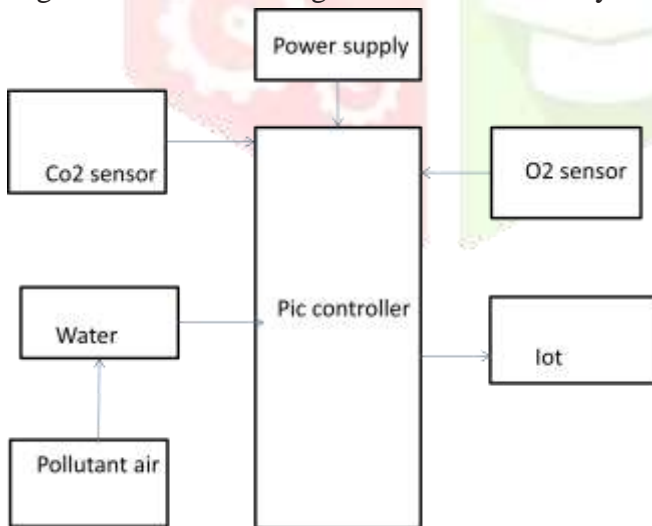 Power supply
Co2 sensor
O2 sensor
Pic controller
Water
Iot
Pollutant air